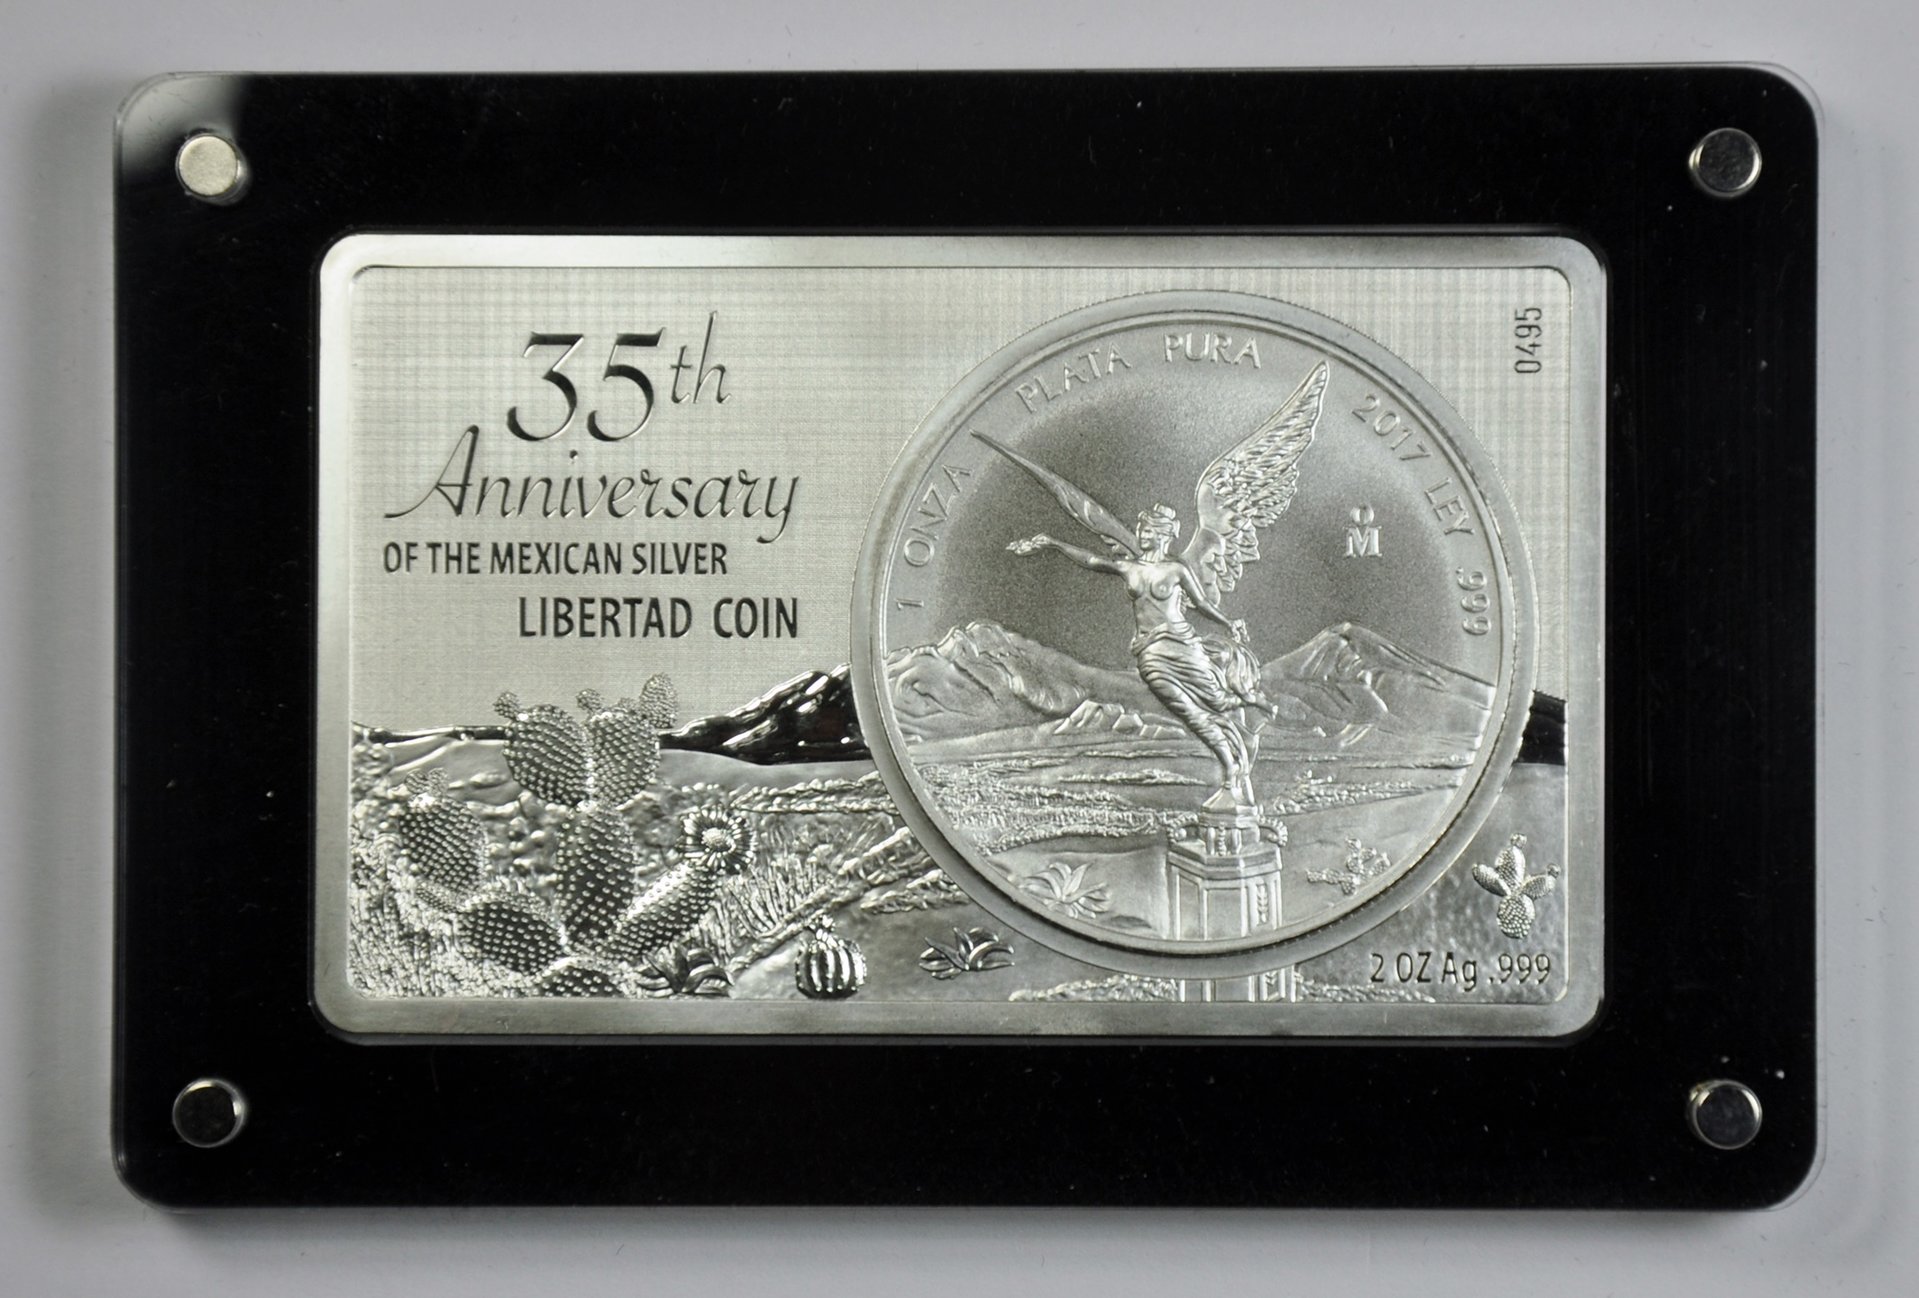 35th
Anniversary
OF THE MEXICAN SILVER
LIBERTAD COIN
1 ONZA PLATA PURA 2017 LEY .999
oM
0495
2 OZ Ag .999